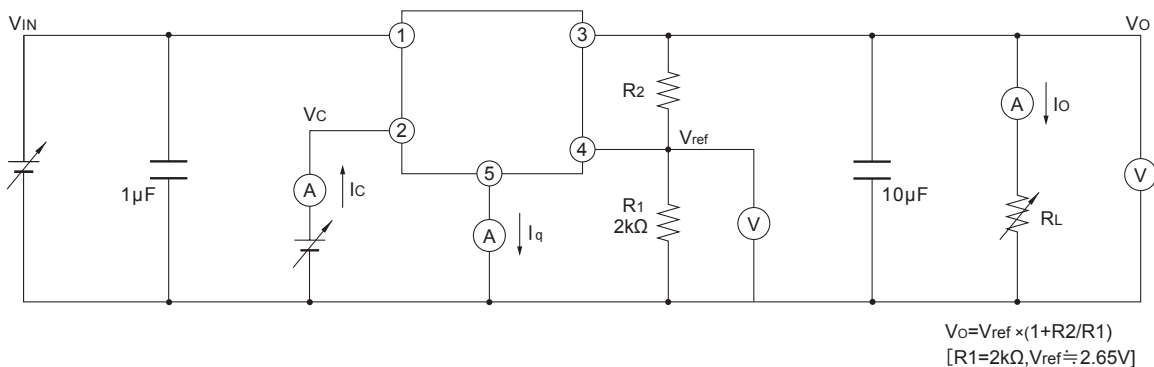 VIN
1
3
VO
R2
A
IO
VC
2
4
Vref
5
1μF
A
IC
R1
2kΩ
V
10μF
V
A
Iq
RL
VO=Vref×(1+R2/R1)
[R1=2kΩ,Vref≒2.65V]